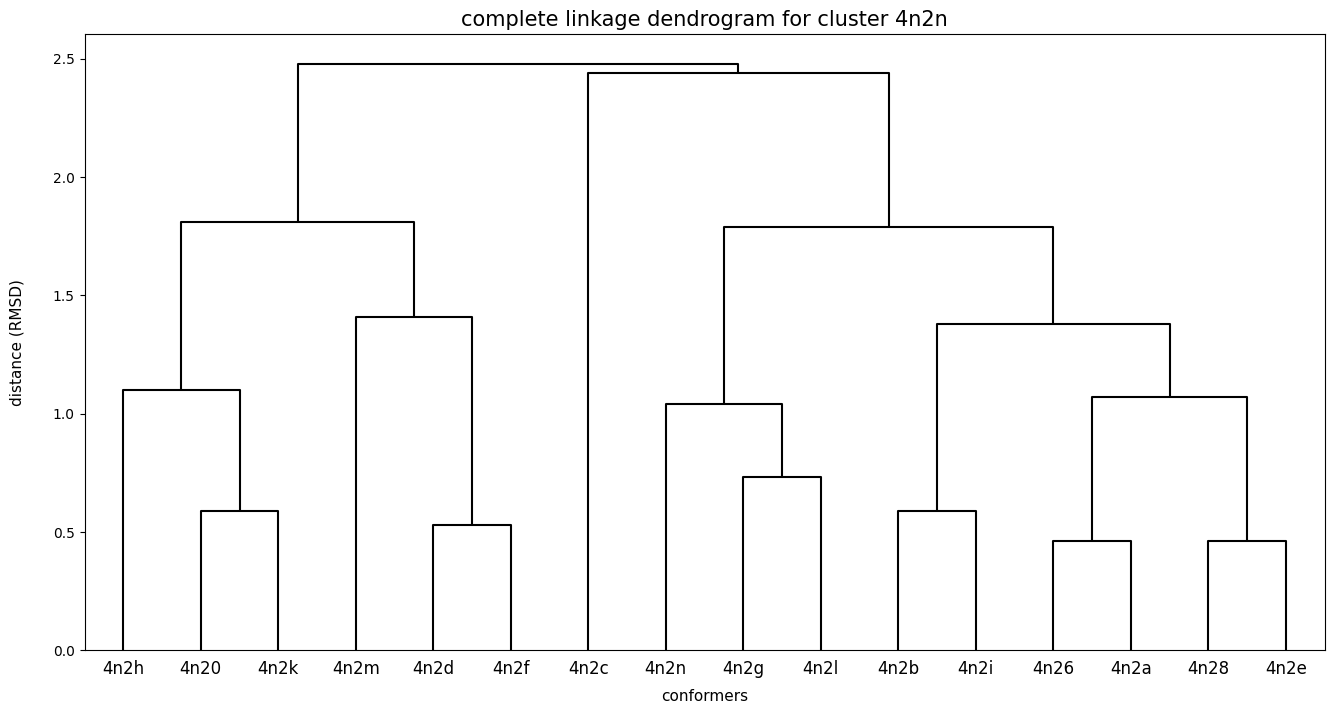 complete linkage dendrogram for cluster 4n2n
2.5
2.0
1.5
1.0
0.5
0.0
distance (RMSD)
4n2h 4n20 4n2k 4n2m 4n2d 4n2f 4n2c 4n2n 4n2g 4n2l 4n2b 4n2i 4n26 4n2a 4n28 4n2e
conformers